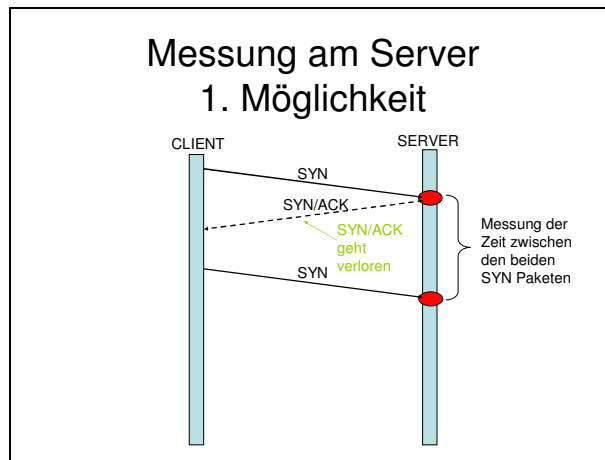 Messung am Server
1. Möglichkeit
CLIENT
SERVER
SYN
SYN/ACK
SYN/ACK
geht
verloren
SYN
Messung der
Zeit zwischen
den beiden
SYN Paketen